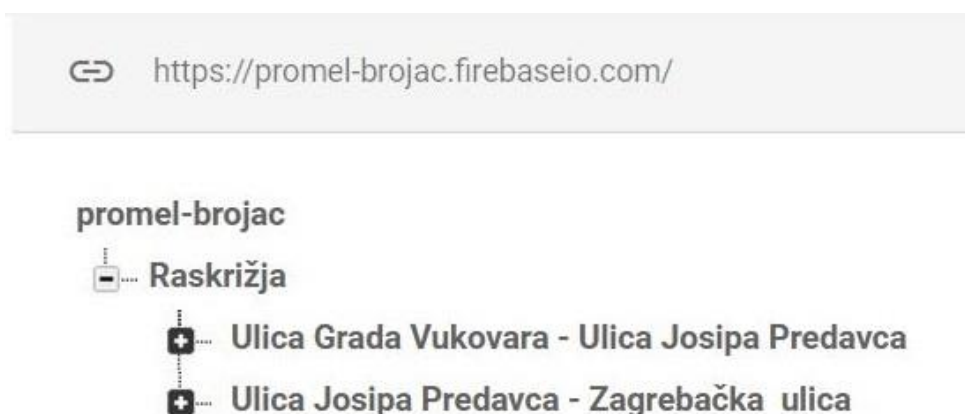 https://promel-brojac.firebaseio.com/
promel-brojac
Raskrižja
Ulica Grada Vukovara - Ulica Josipa Predavca
Ulica Josipa Predavca - Zagrebačka ulica